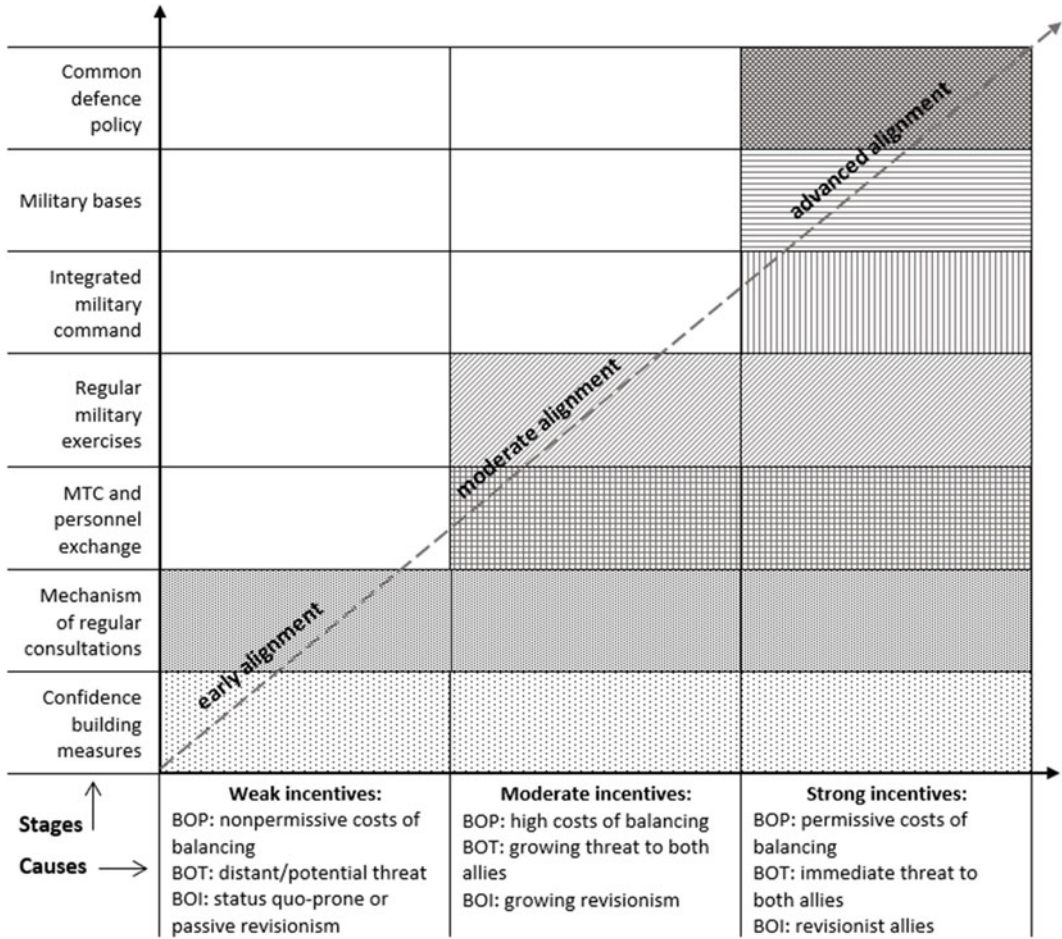 Common
defence
policy
Military bases
Integrated
military
command
Regular
military
exercises
MTC and
personnel
exchange
Mechanism
of regular
consultations
Confidence
building
measures
advanced alignment
moderate alignment
early alignment
Stages
Causes
Weak incentives:
BOP: nonpermissive costs of
balancing
BOT: distant/potential threat
BOI: status quo-prone or
passive revisionism
Moderate incentives:
BOP: high costs of balancing
BOT: growing threat to both
allies
BOI: growing revisionism
Strong incentives:
BOP: permissive costs of
balancing
BOT: immediate threat to
both allies
BOI: revisionist allies